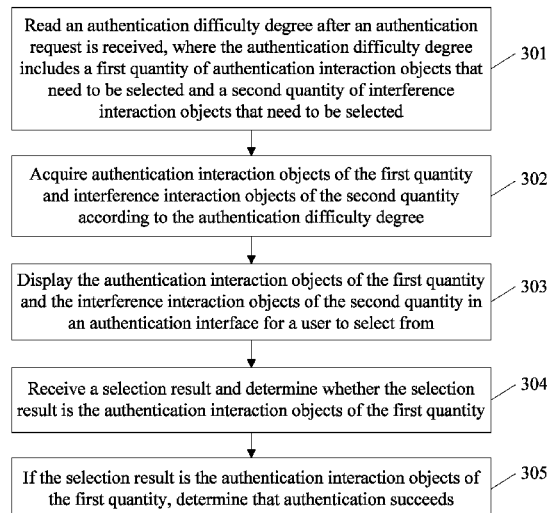 Read an authentication difficulty degree after an authentication
request is received, where the authentication difficulty degree
includes a first quantity of authentication interaction objects that
need to be selected and a second quantity of interference
interaction objects that need to be selected
301
Acquire authentication interaction objects of the first quantity
and interference interaction objects of the second quantity
according to the authentication difficulty degree
302
Display the authentication interaction objects of the first quantity
and the interference interaction objects of the second quantity in
an authentication interface for a user to select from
303
Receive a selection result and determine whether the selection
result is the authentication interaction objects of the first quantity
304
If the selection result is the authentication interaction objects of
the first quantity, determine that authentication succeeds
305